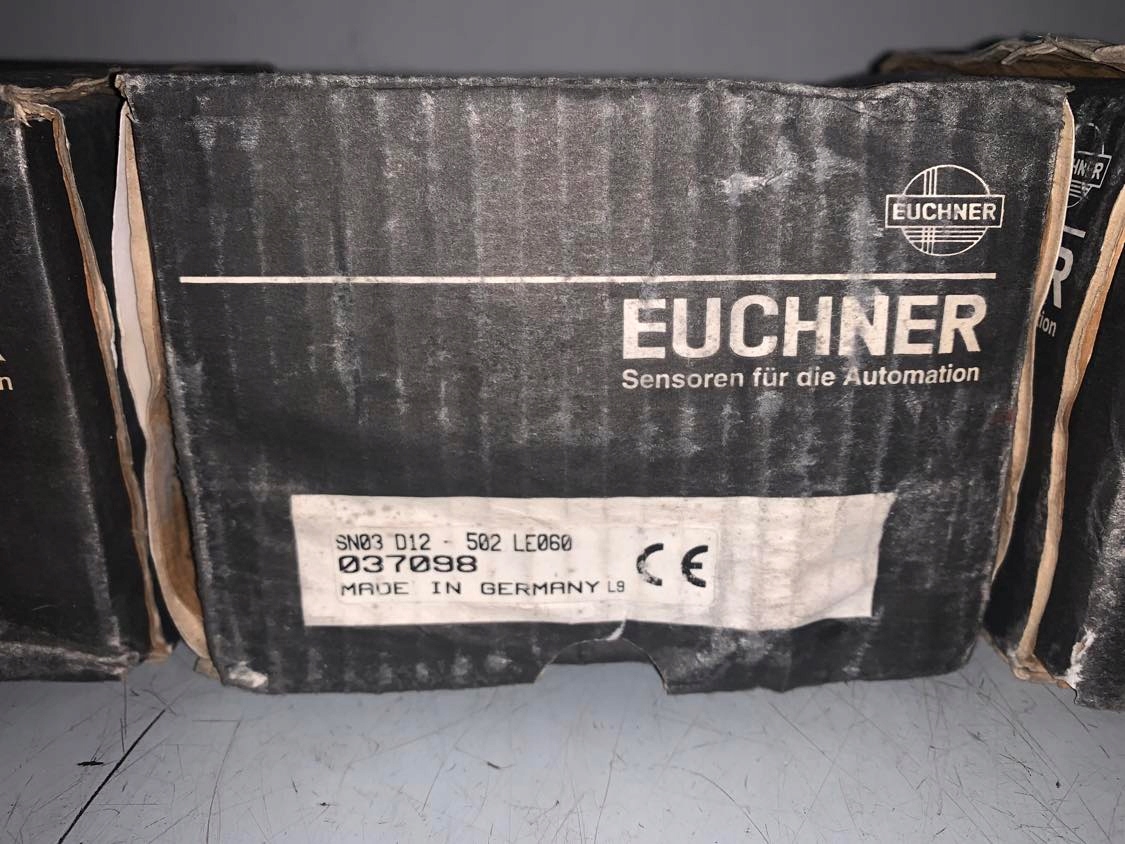 EUCHNER
EUCHNER
Sensoren für die Automation
SN03 D12 - 502 LE060
037098
MADE IN GERMANY L9
CE